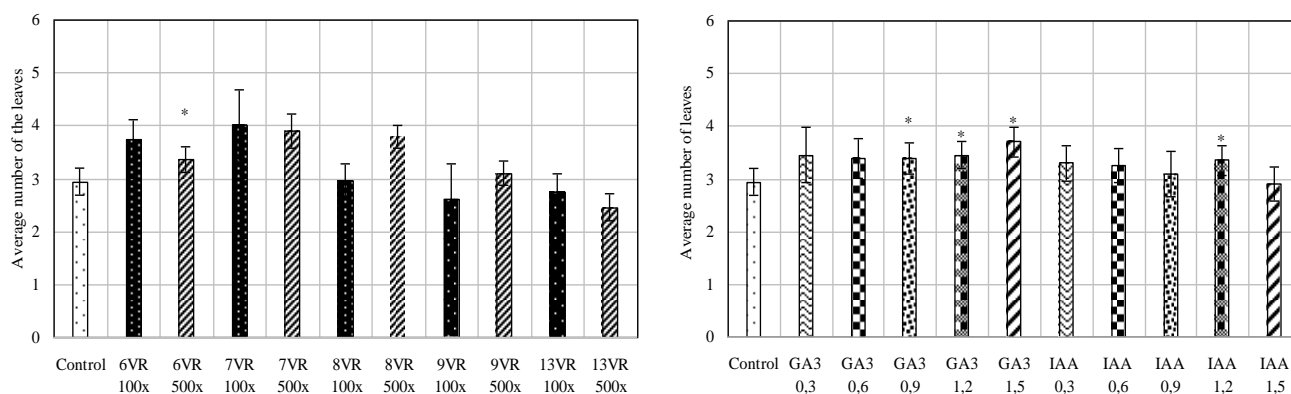 Average number of the leaves
6
5
4
3
2
1
0
*
Control 6VR 6VR 7VR 7VR 8VR 8VR 9VR 9VR 13VR 13VR
100x 500x 100x 500x 100x 500x 100x 500x 100x 500x
Average number of leaves
6
5
4
3
2
1
0
* * * *
Control GA3 GA3 GA3 GA3 GA3 IAA IAA IAA IAA IAA
0,3 0,6 0,9 1,2 1,5 0,3 0,6 0,9 1,2 1,5